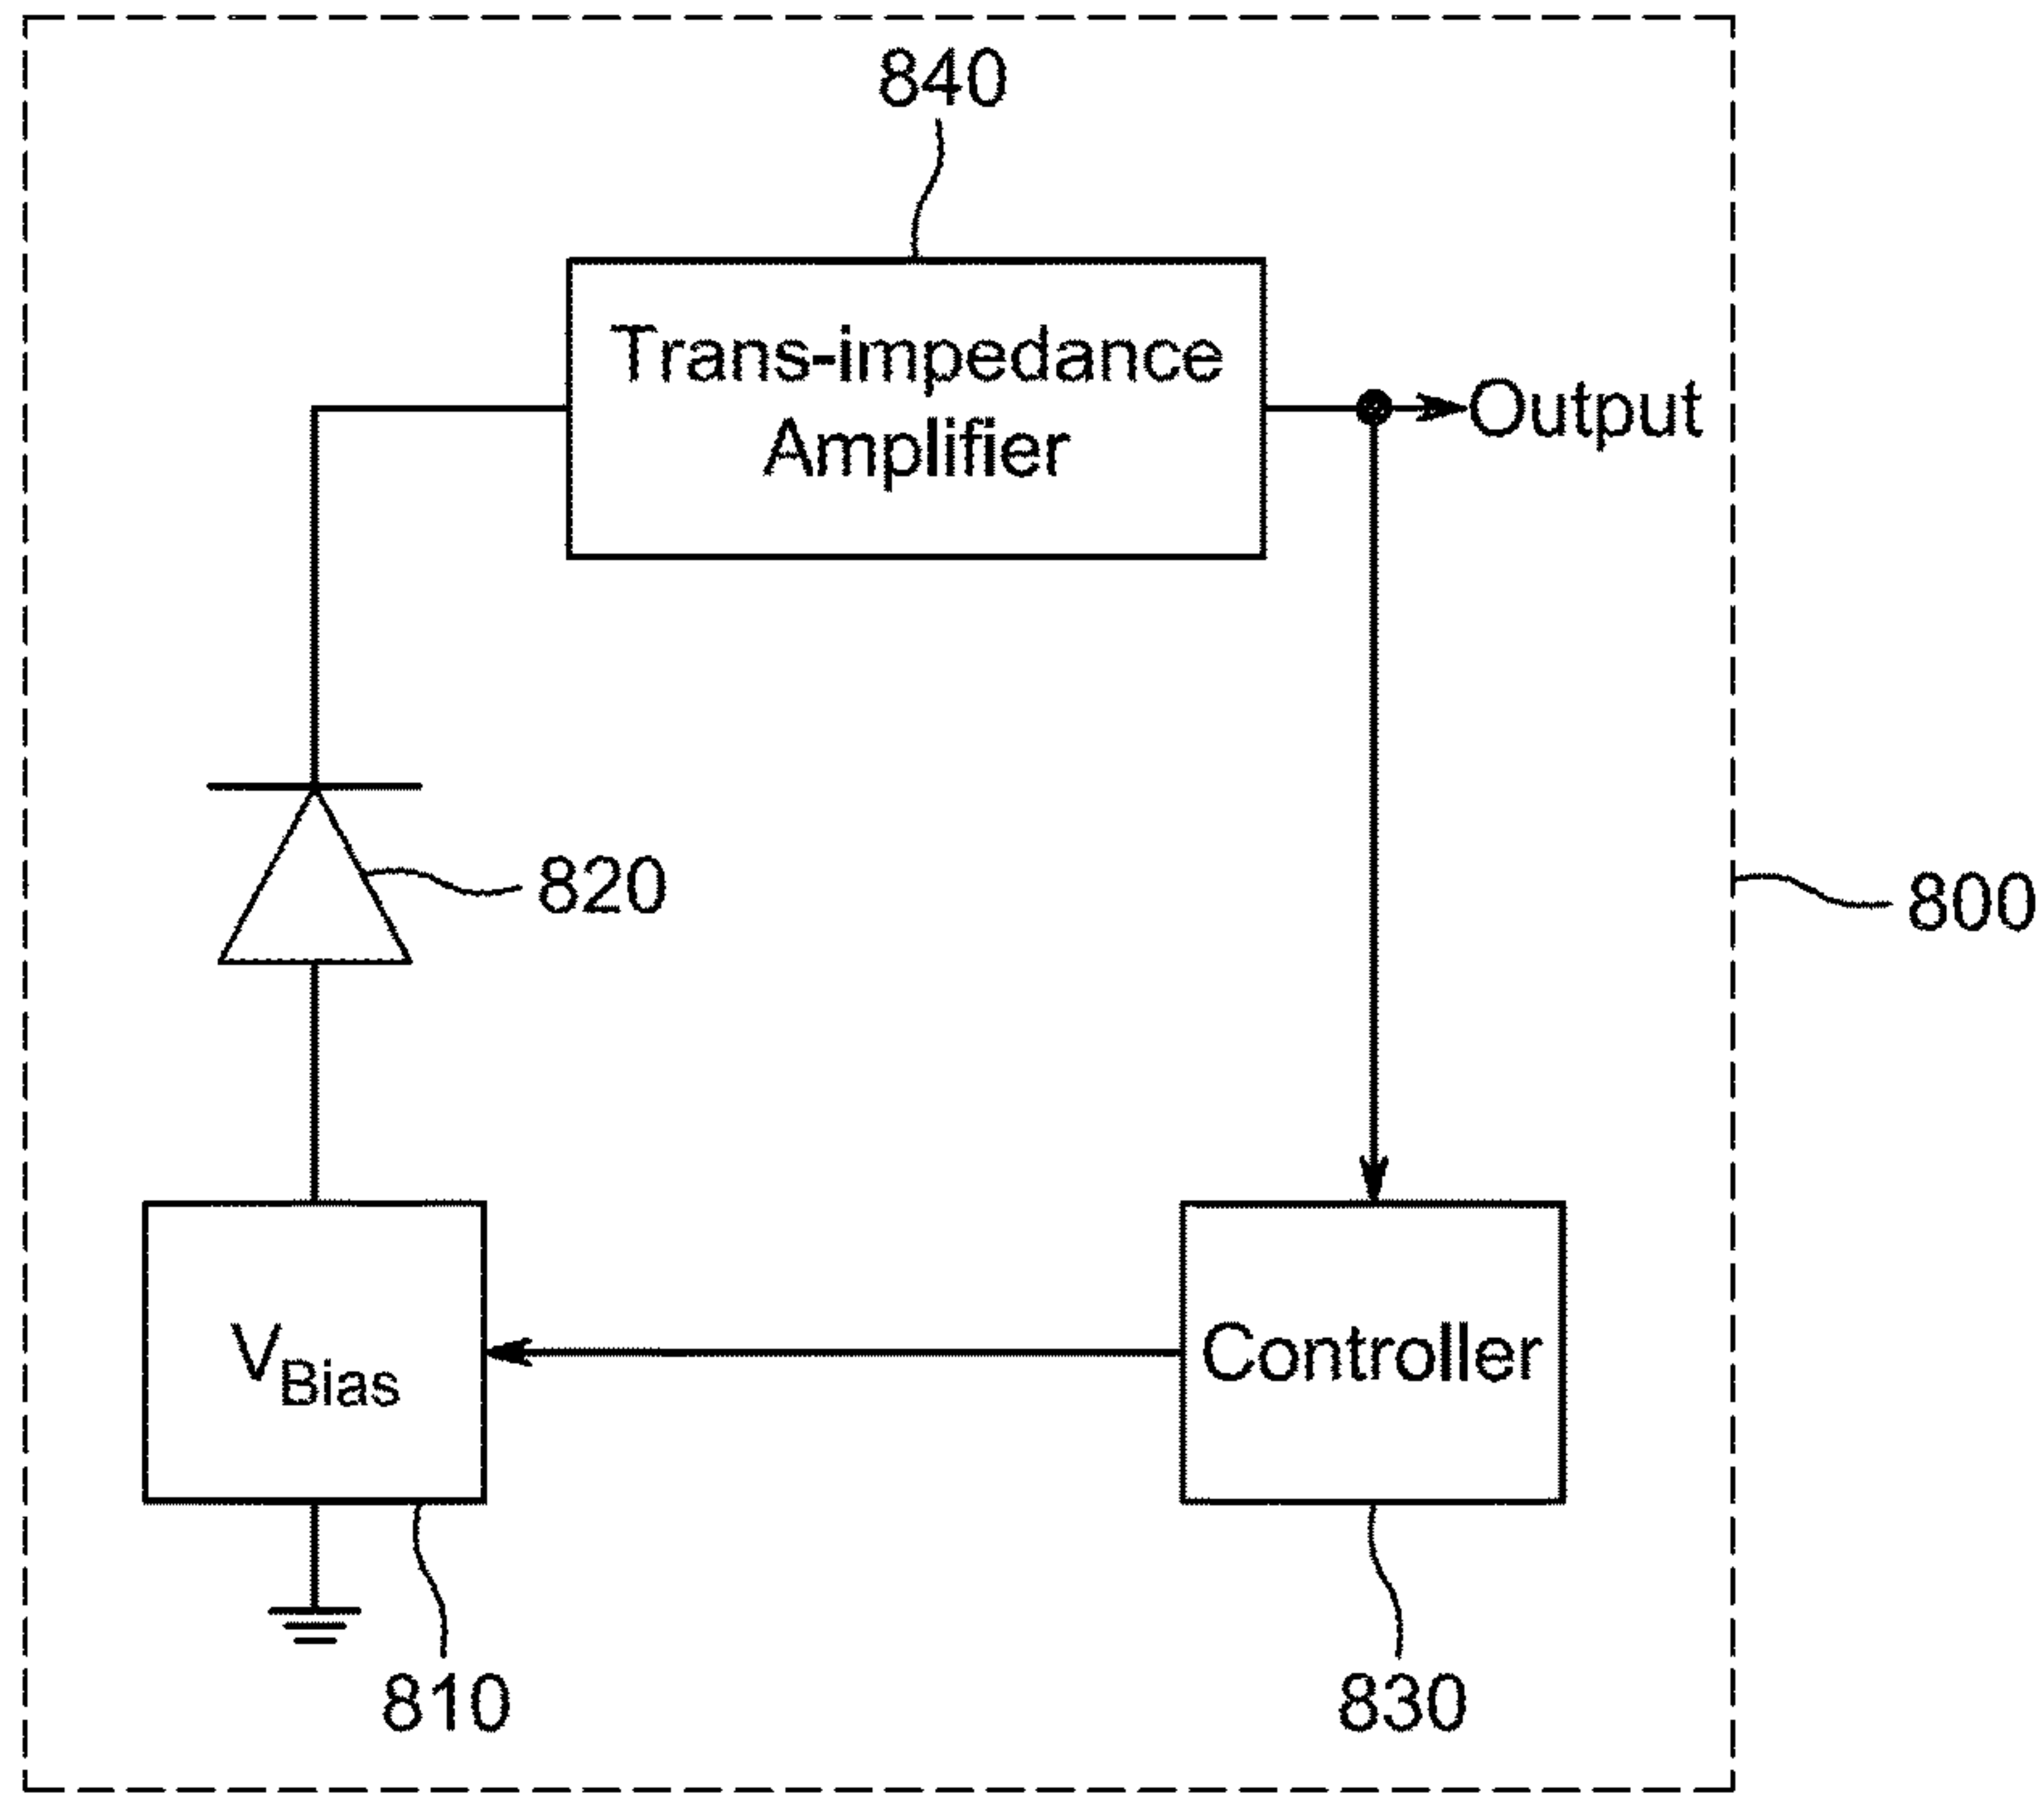 840
Trans-impedance
Amplifier
Output
820
800
VBias
Controller
810
830